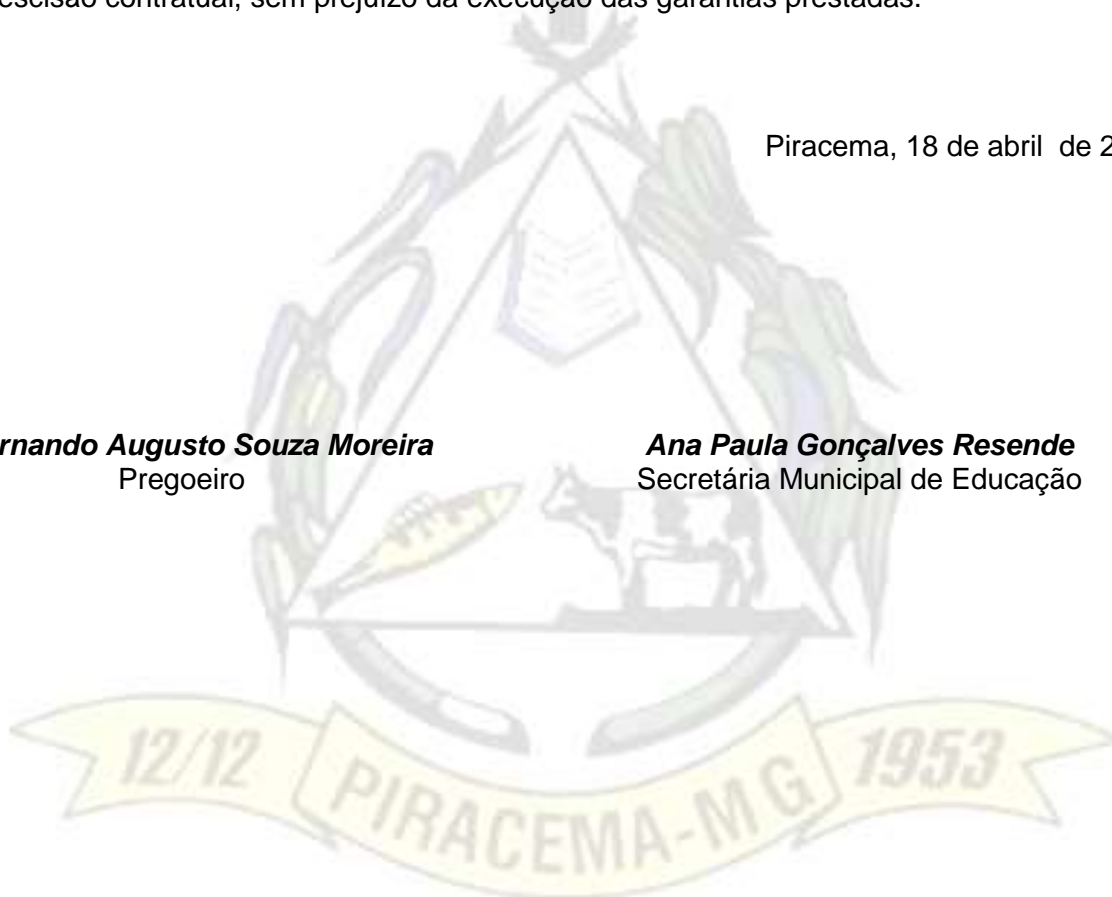 escisão contratual, sem prejuízo da execução das garantias prestadas.
Piracema, 18 de abril de 2
rnando Augusto Souza Moreira
Pregoeiro
Ana Paula Gonçalves Resende
Secretária Municipal de Educação
12/12 PIRACEMA-MG 1953